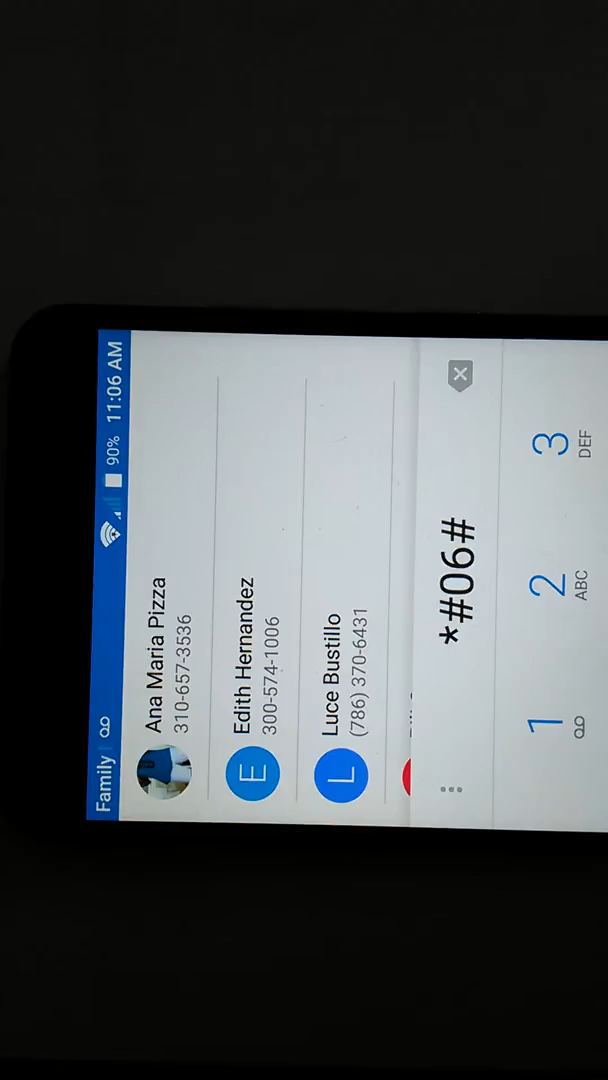 Family 90% 11:06 AM
Ana Maria Pizza
310-657-3536
Edith Hernandez
300-574-1006
Luce Bustillo
(786) 370-6431
*#06#
1 2 3
ABC DEF
E
L